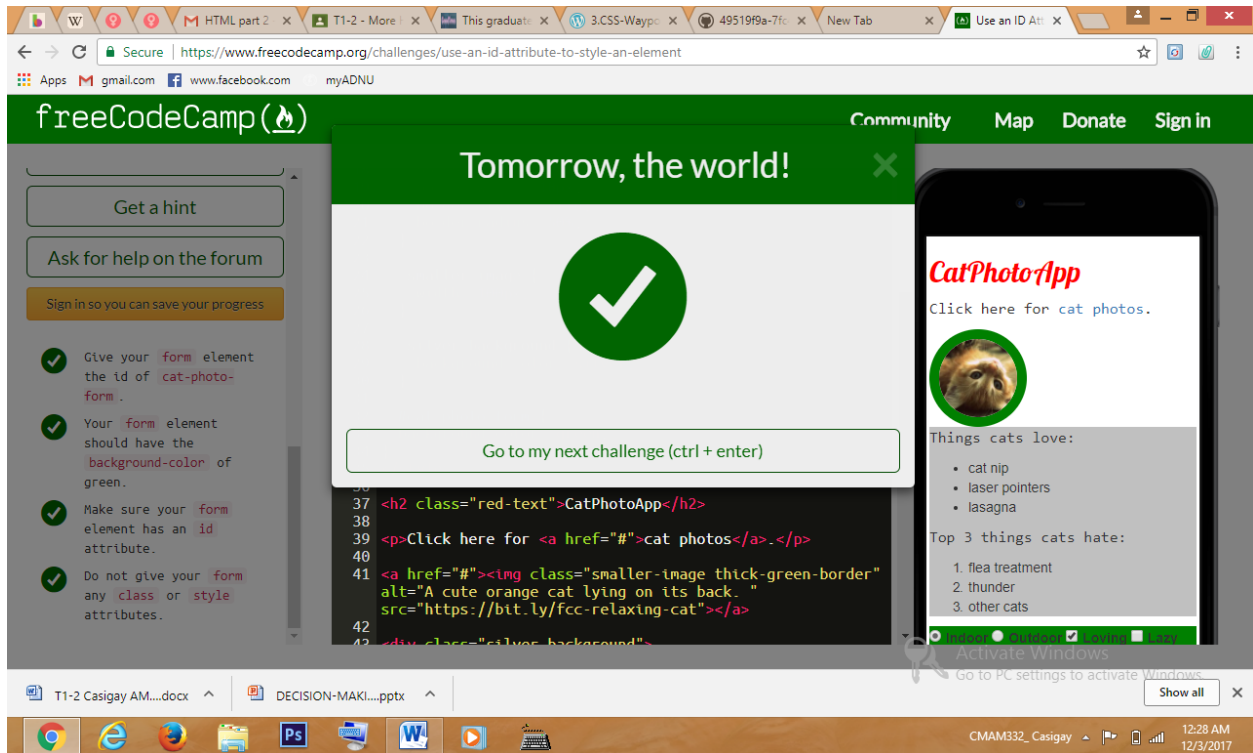 HTML part 2
T1-2 - More
This graduate
3.CSS-Waypo
49519f9a-7fc
New Tab
Use an ID Att
Secure | https://www.freecodecamp.org/challenges/use-an-id-attribute-to-style-an-element
Apps gmail.com www.facebook.com myADNU
freeCodeCamp
Community Map Donate Sign in
Get a hint
Ask for help on the forum
Sign in so you can save your progress
Give your form element
the id of cat-photo-
form .
Your form element
should have the
background-color of
green.
Make sure your form
element has an id
attribute.
Do not give your form
any class or style
attributes.
Tomorrow, the world!
Go to my next challenge (ctrl + enter)
37 <h2 class="red-text">CatPhotoApp</h2>
38
39 <p>Click here for <a href="#">cat photos</a>.</p>
40
41 <a href="#"><img class="smaller-image thick-green-border"
alt="A cute orange cat lying on its back. "
src="https://bit.ly/fcc-relaxing-cat"></a>
42
CatPhotoApp
Click here for cat photos.
Things cats love:
• cat nip
• laser pointers
• lasagna
Top 3 things cats hate:
1. flea treatment
2. thunder
3. other cats
Indoor Outdoor Loving Lazy
Activate Windows
Go to PC settings to activate Windows.
T1-2 Casigay AM....docx
DECISION-MAKI....pptx
Show all
Ps
CMAM332_ Casigay
12:28 AM
12/3/2017